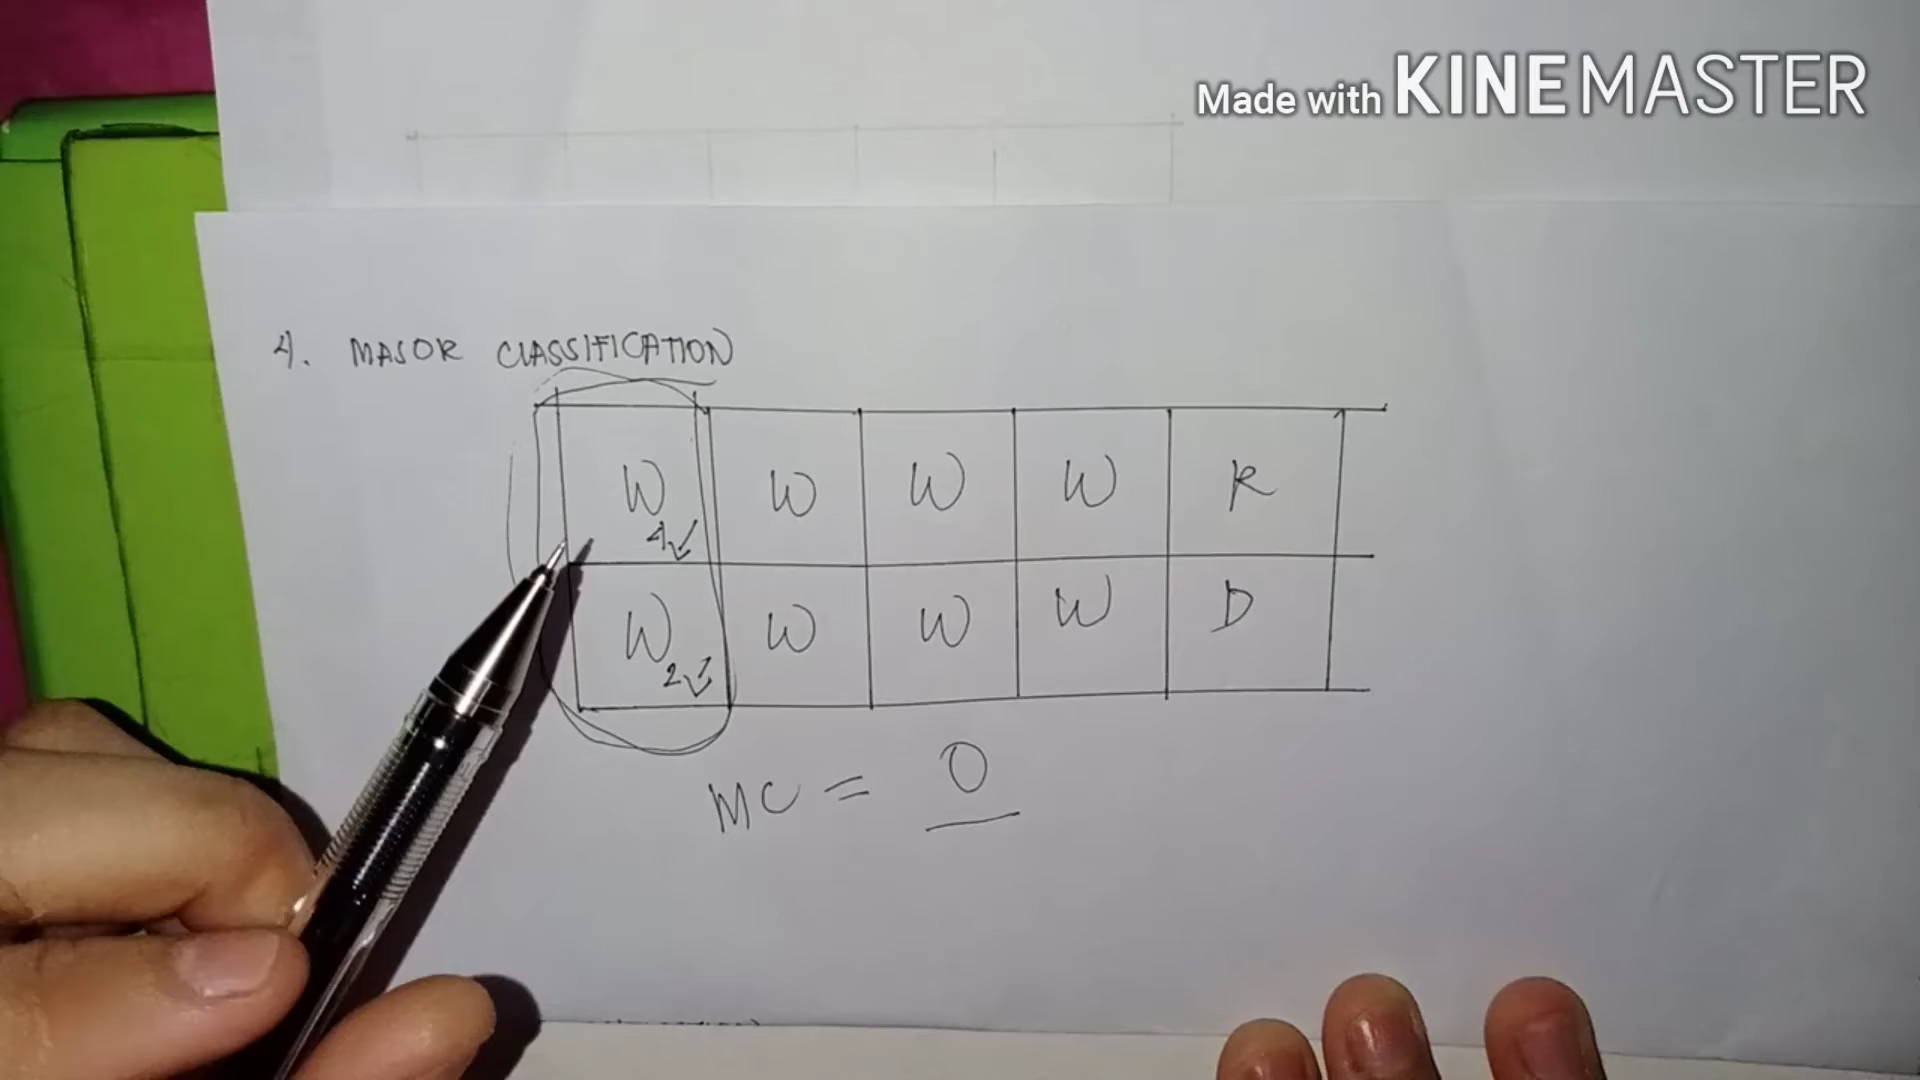 Made with KINEMASTER
4. MAJOR CLASSIFICATION
W W W W R
4
W W W W D
2
MC = 0